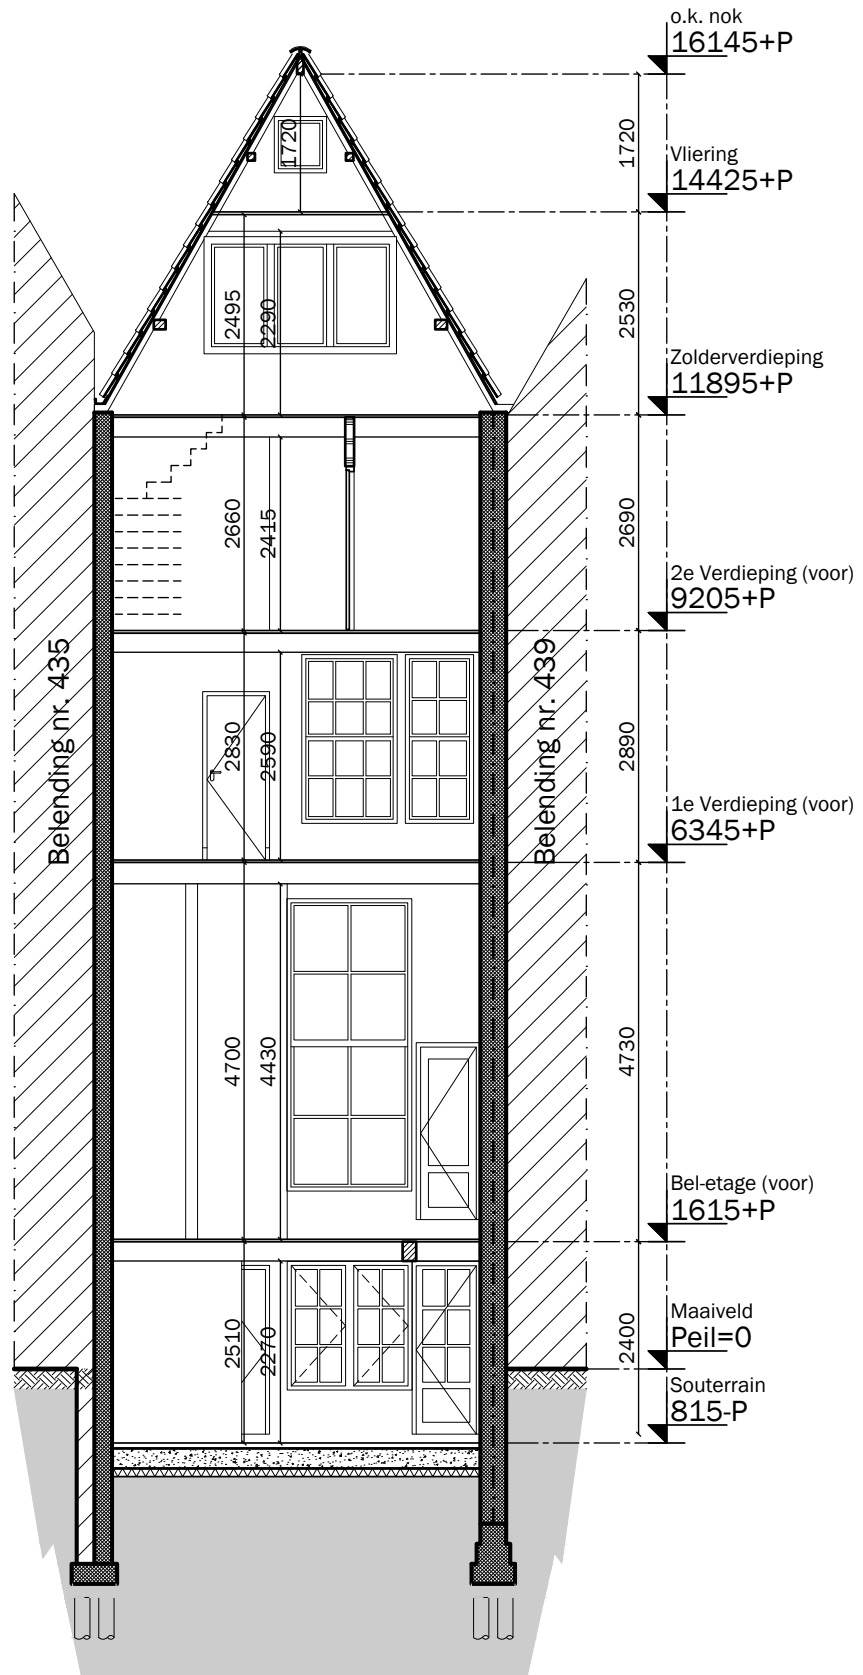 o.k. nok
16145+P
1720
1720
Vliering
14425+P
2495
2290
2530
Zolderverdieping
11895+P
2660
2415
2690
2e Verdieping (voor)
9205+P
Belending nr. 435
2830
2590
Belending nr. 439
2890
1e Verdieping (voor)
6345+P
4700
4430
4730
Bel-etage (voor)
1615+P
2510
2270
2400
Maaiveld
Peil=0
Souterrain
815-P